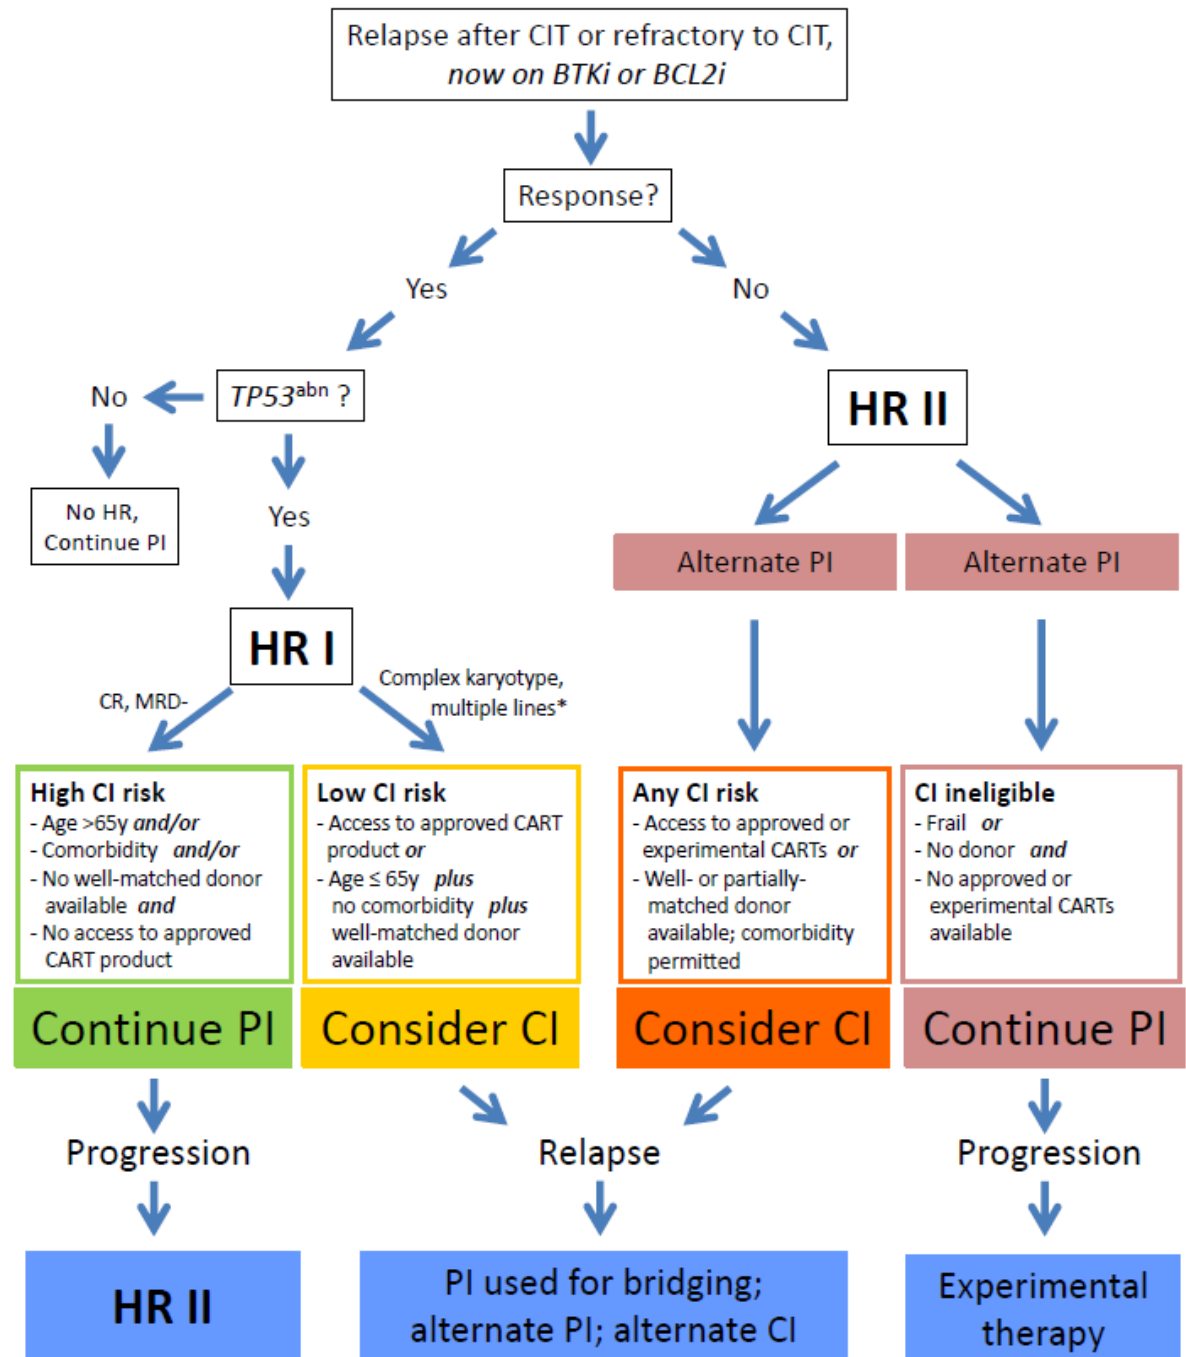 Relapse after CIT or refractory to CIT,
now on BTKi or BCL2i
Response?
Yes
No
No
TP53abn ?
HR II
No HR,
Continue PI
Yes
Alternate PI
Alternate PI
HR I
CR, MRD-
Complex karyotype,
multiple lines*
High CI risk
- Age >65y and/or
- Comorbidity and/or
- No well-matched donor
available and
- No access to approved
CART product
Continue PI
Low CI risk
- Access to approved CART
product or
- Age ≤ 65y plus
no comorbidity plus
well-matched donor
available
Consider CI
Any CI risk
- Access to approved or
experimental CARTs or
- Well- or partially-
matched donor
available; comorbidity
permitted
Consider CI
CI ineligible
- Frail or
- No donor and
- No approved or
experimental CARTs
available
Continue PI
Progression
Relapse
Progression
HR II
PI used for bridging;
alternate PI; alternate CI
Experimental
therapy